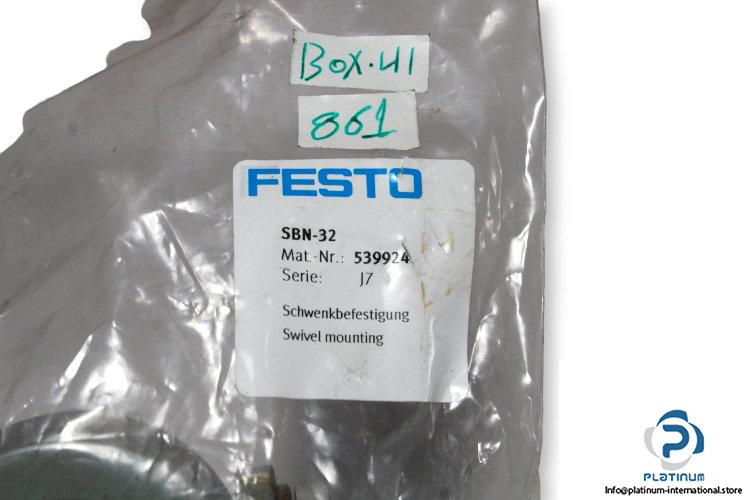 Box.41
861
FESTO
SBN-32
Mat.-Nr.: 539924
Serie: J7
Schwenkbefestigung
Swivel mounting
PLATINUM
Info@platinum-international.store